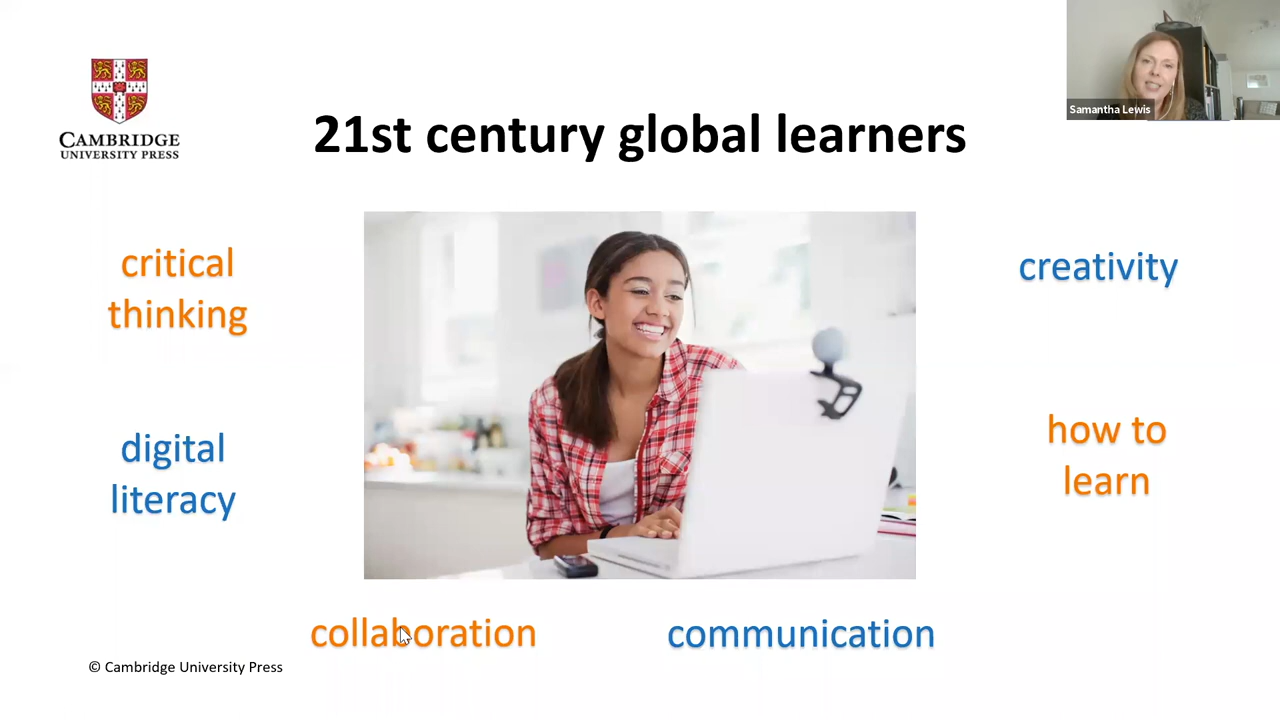 Samantha Lewis
CAMBRIDGE
UNIVERSITY PRESS
21st century global learners
critical
thinking
creativity
digital
literacy
how to
learn
collaboration
communication
© Cambridge University Press